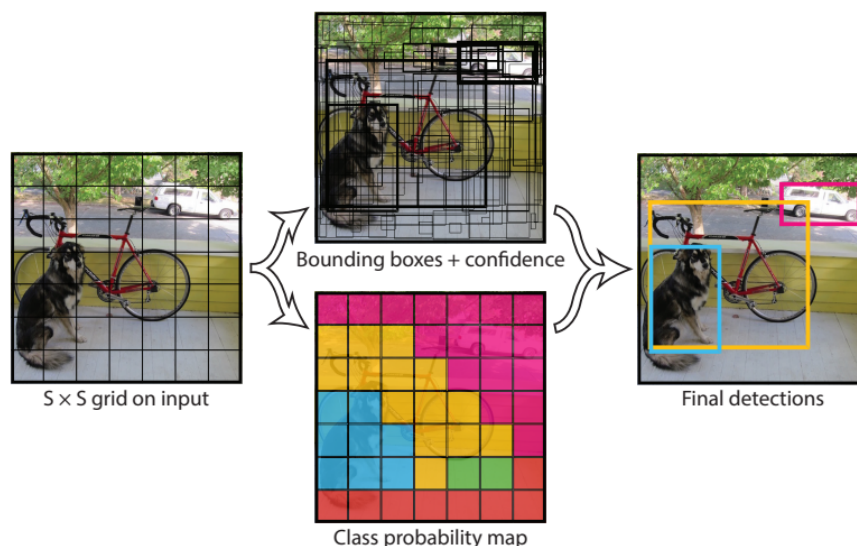 S × S grid on input
Bounding boxes + confidence
Class probability map
Final detections